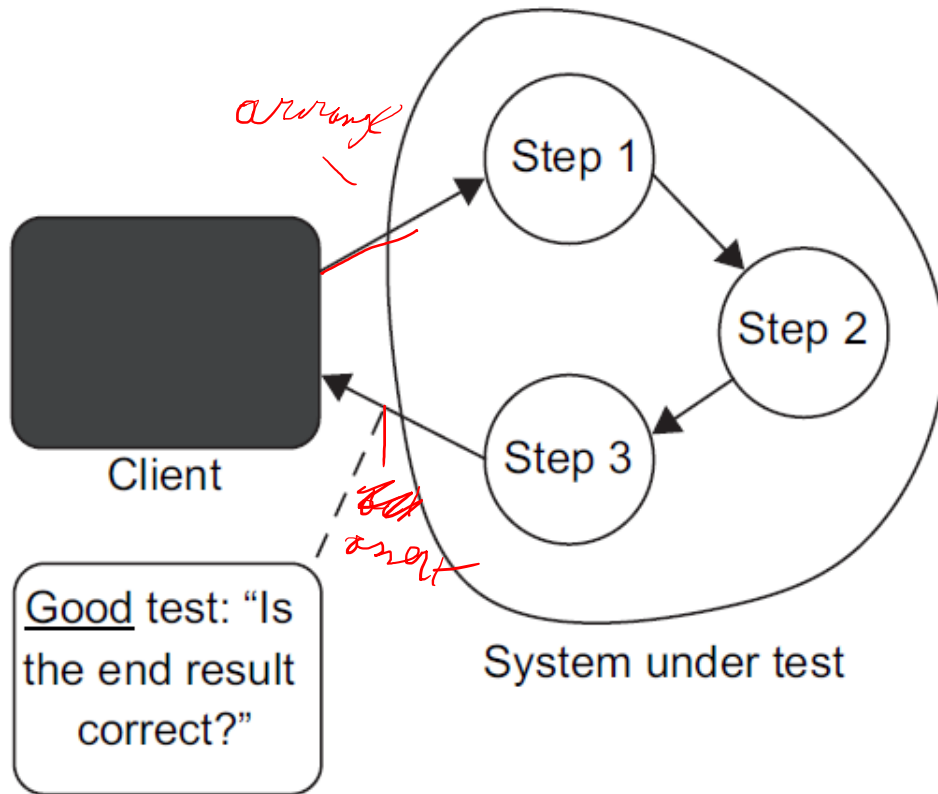 arrange
Step 1
Step 2
Client
Step 3
assert
Good test: “Is
the end result
correct?”
System under test